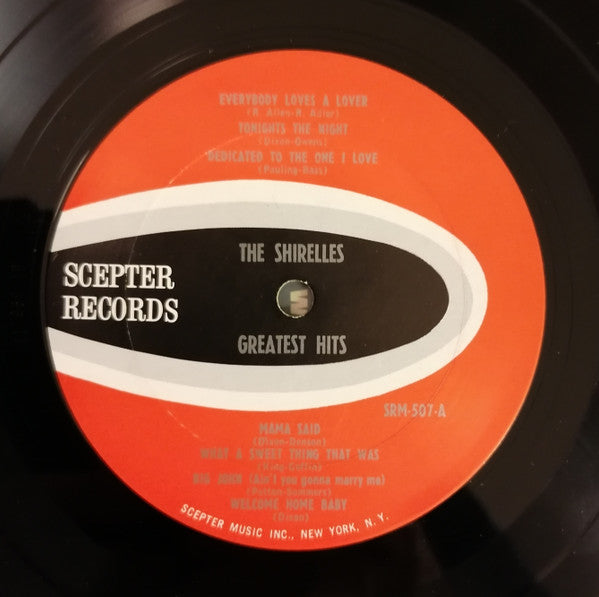 EVERYBODY LOVES A LOVER
(R. Allen-R. Adler)
TONIGHTS THE NIGHT
(Dixon-Owens)
DEDICATED TO THE ONE I LOVE
(Pauling-Bass)
THE SHIRELLES
SCEPTER
RECORDS
GREATEST HITS
SRM-507-A
MAMA SAID
(Dixon-Denson)
WHAT A SWEET THING THAT WAS
(King-Goffin)
BIG JOHN (Ain't you gonna marry me)
(Patton-Sommers)
WELCOME HOME BABY
(Dixon)
SCEPTER MUSIC INC., NEW YORK, N.Y.